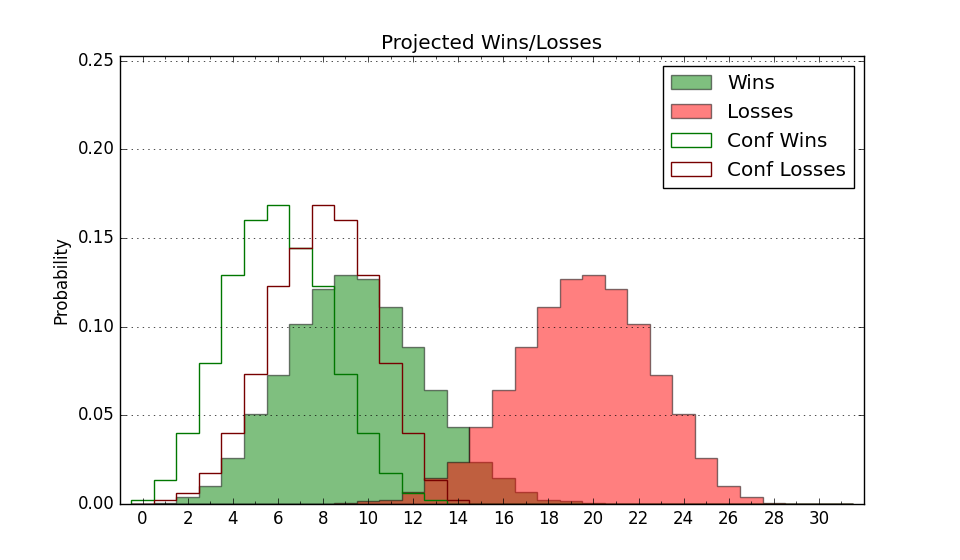 Projected Wins/Losses
0.25
0.20
0.15
0.10
0.05
0.00
Probability
Wins
Losses
Conf Wins
Conf Losses
0 2 4 6 8 10 12 14 16 18 20 22 24 26 28 30